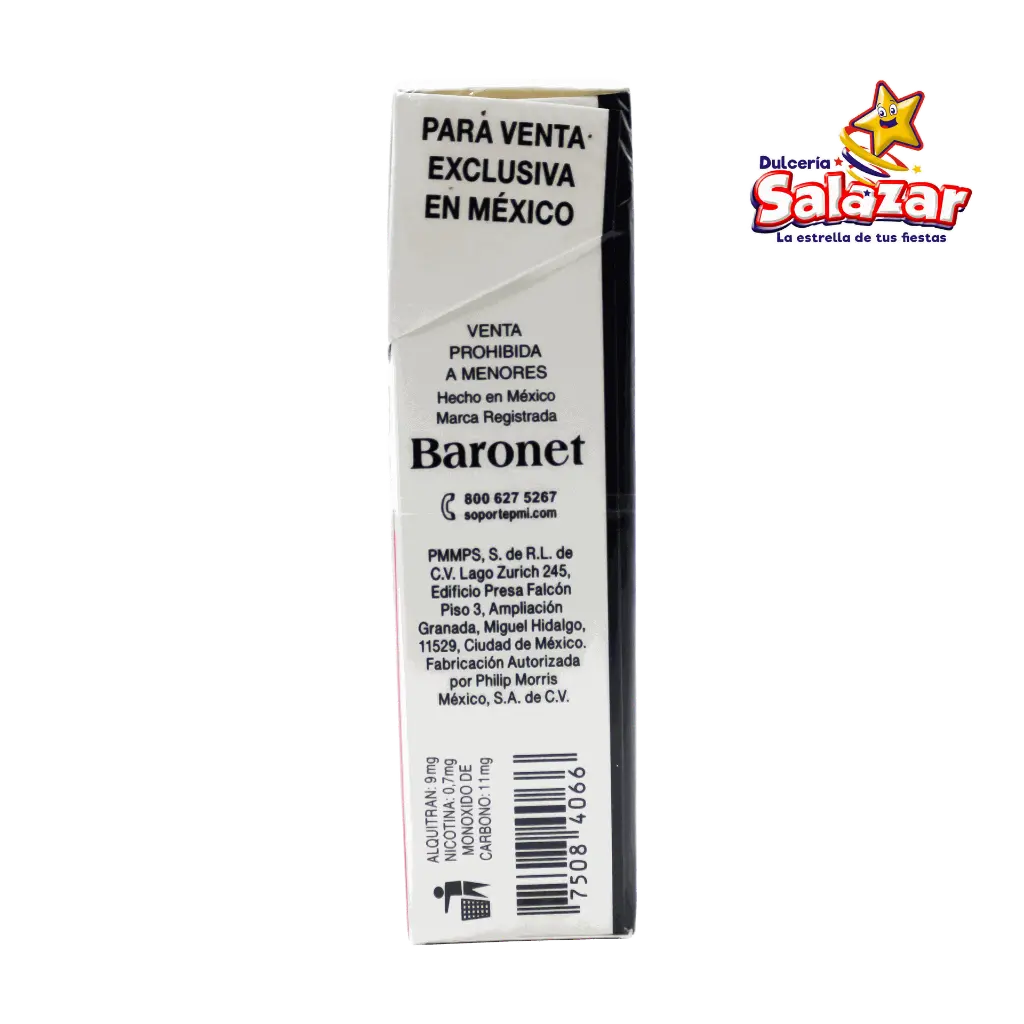 PARA VENTA
EXCLUSIVA
EN MÉXICO
VENTA
PROHIBIDA
A MENORES
Hecho en México
Marca Registrada
Baronet
800 627 5267
soportepmi.com
PMMPS, S. de R.L. de
C.V. Lago Zurich 245,
Edificio Presa Falcón
Piso 3, Ampliación
Granada, Miguel Hidalgo,
11529, Ciudad de México.
Fabricación Autorizada
por Philip Morris
México, S.A. de C.V.
ALQUITRAN: 9mg
NICOTINA: 0,7mg
MONOXIDO DE
CARBONO: 11mg
7508 4066
Dulcería
Salazar
La estrella de tus fiestas